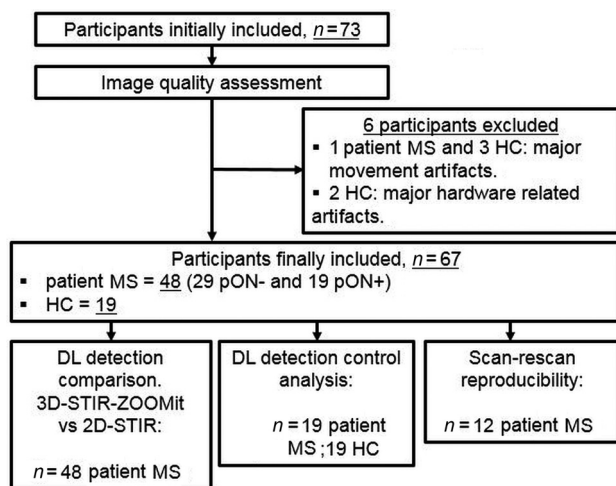 Participants initially included, n=73
Image quality assessment
6 participants excluded
▪ 1 patient MS and 3 HC: major
movement artifacts.
▪ 2 HC: major hardware related
artifacts.
Participants finally included, n=67
▪ patient MS = 48 (29 pON- and 19 pON+)
▪ HC = 19
DL detection
comparison.
3D-STIR-ZOOMit
vs 2D-STIR:
n=48 patient MS
DL detection control
analysis:
n=19 patient
MS;19 HC
Scan-rescan
reproducibility:
n=12 patient MS